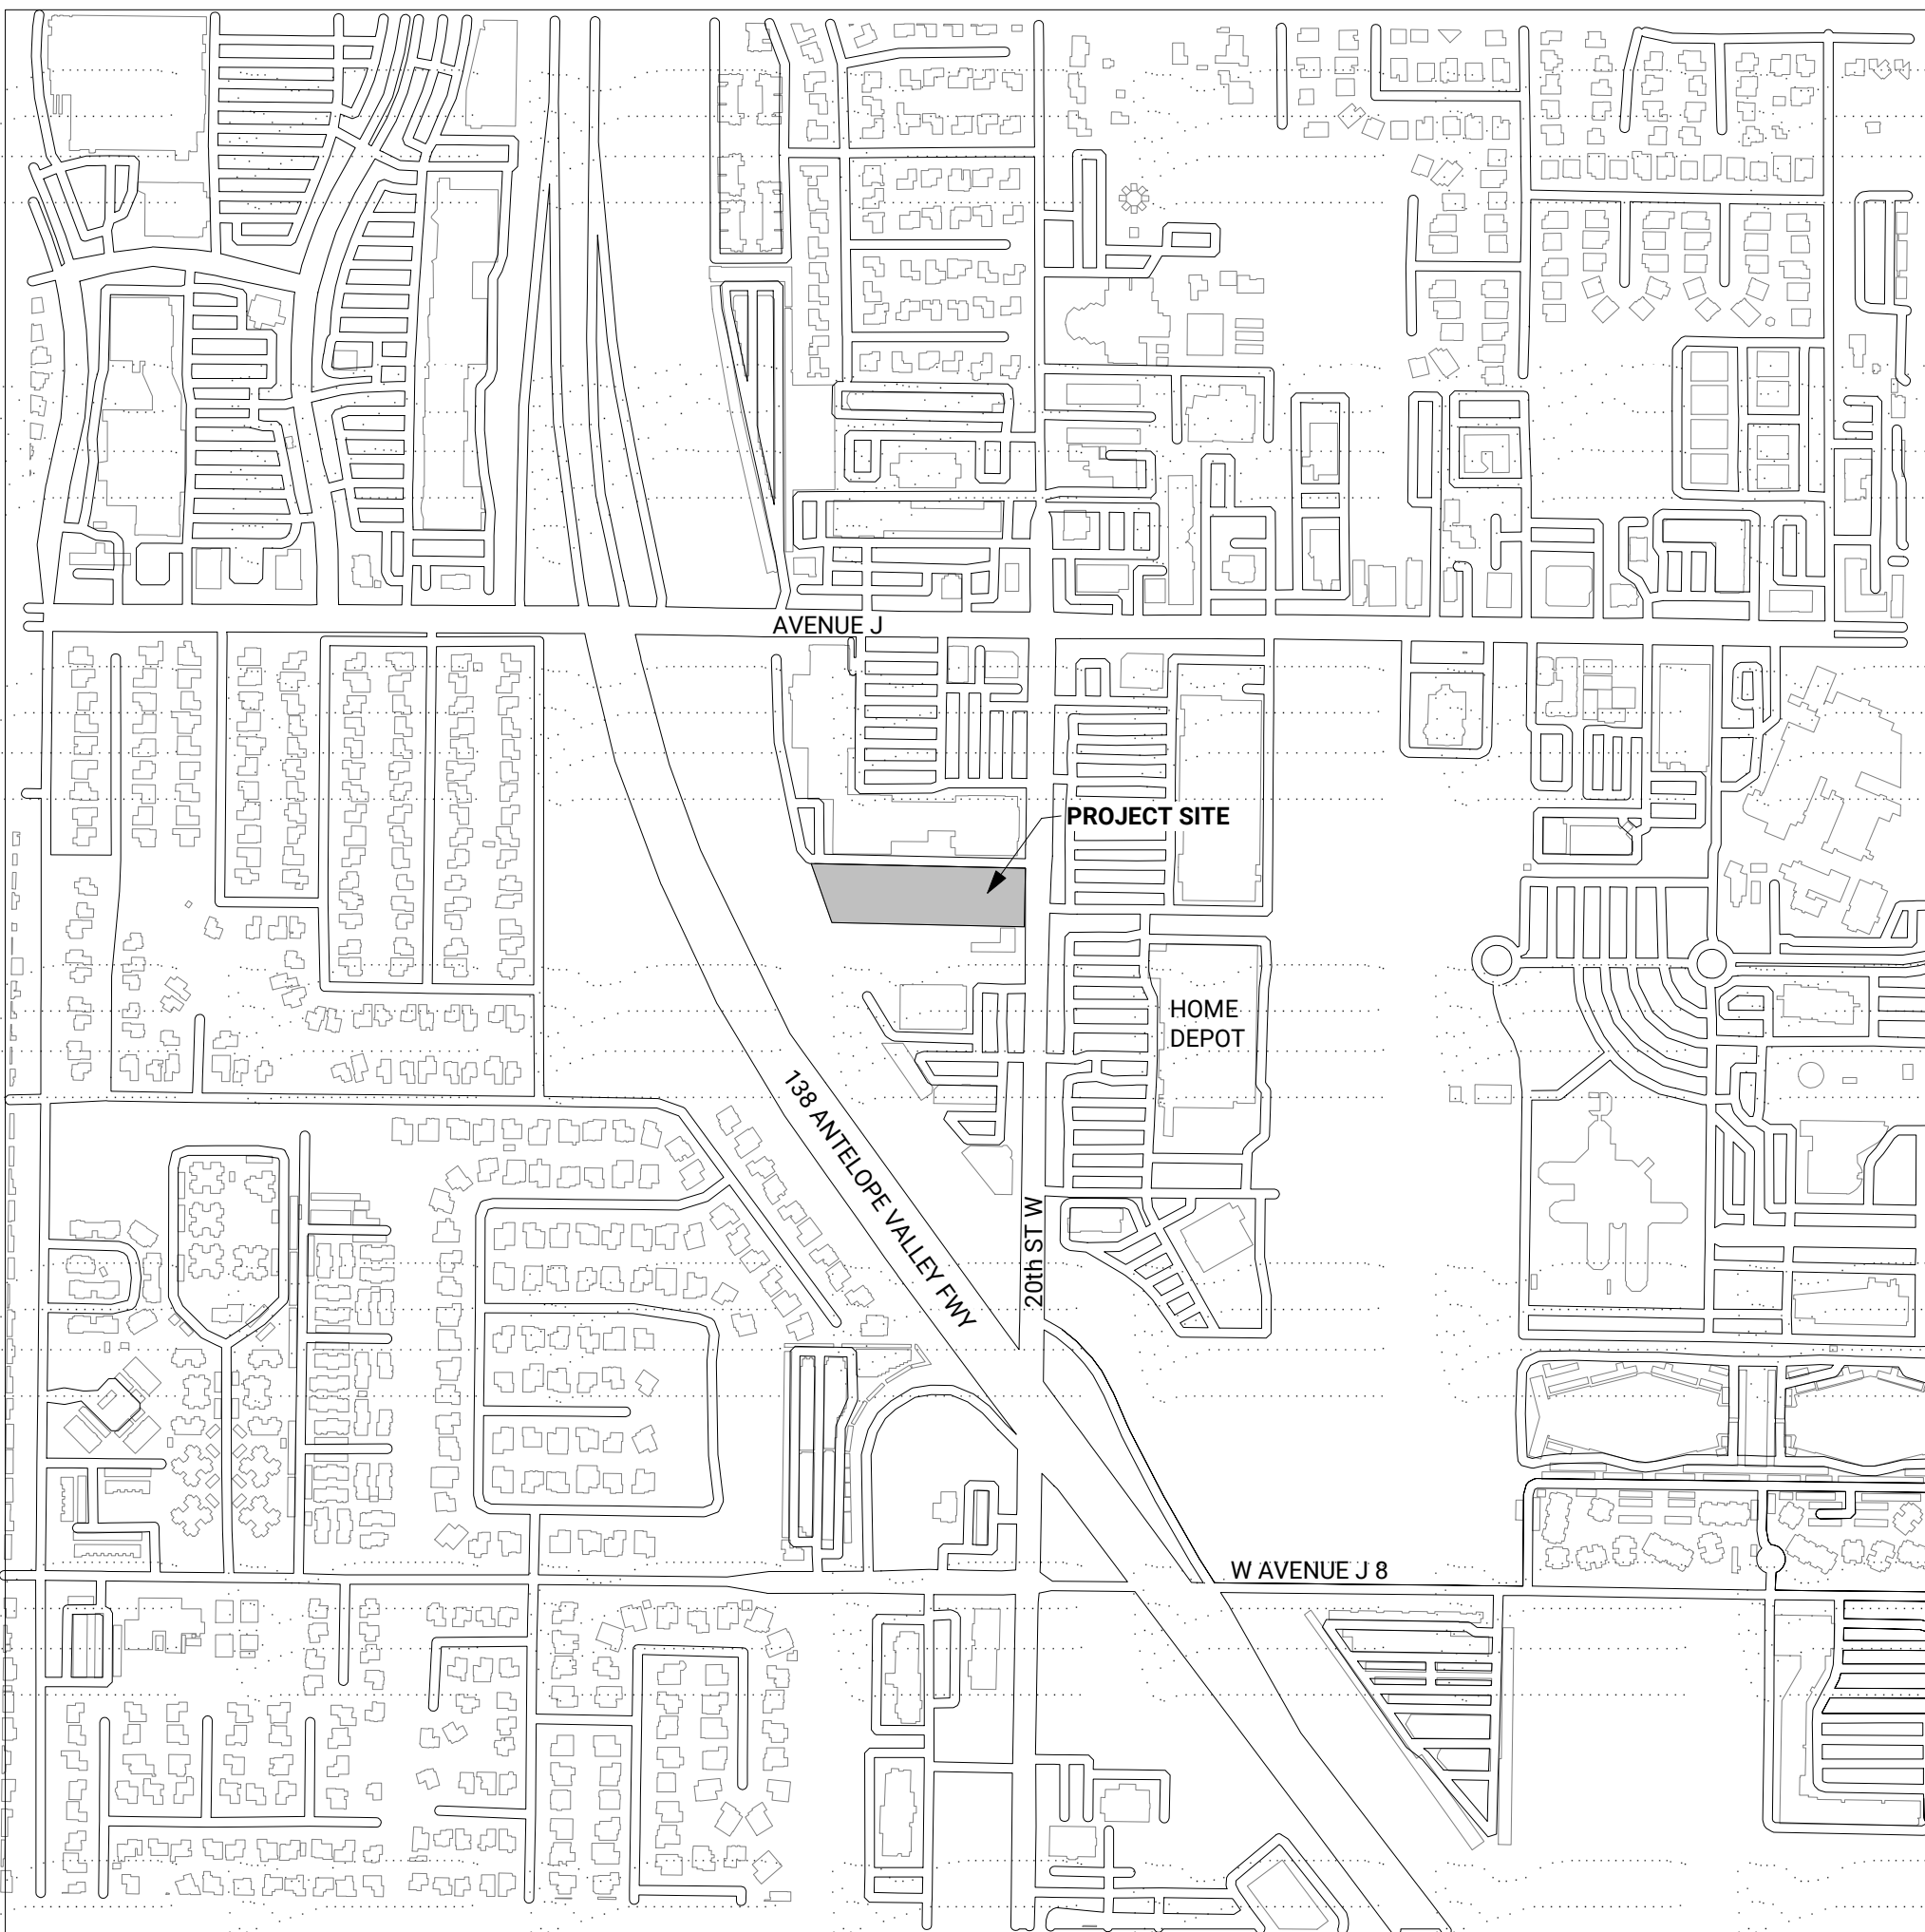 AVENUE J
PROJECT SITE
HOME
DEPOT
138 ANTELOPE VALLEY FWY
20th ST W
W AVENUE J 8